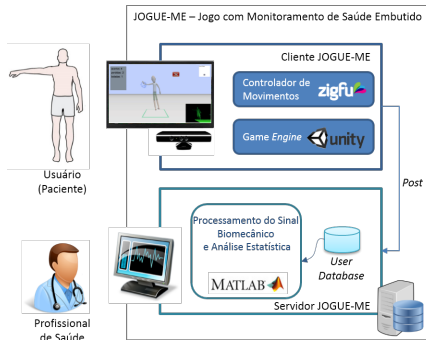 JOGUE-ME – Jogo com Monitoramento de Saúde Embutido
Cliente JOGUE-ME
Controlador de
Movimentos
zigfu
Game Engine
unity
Usuário
(Paciente)
Post
Processamento do Sinal
Biomecânico
e Análise Estatística
MATLAB
User
Database
Servidor JOGUE-ME
Profissional
de Saúde